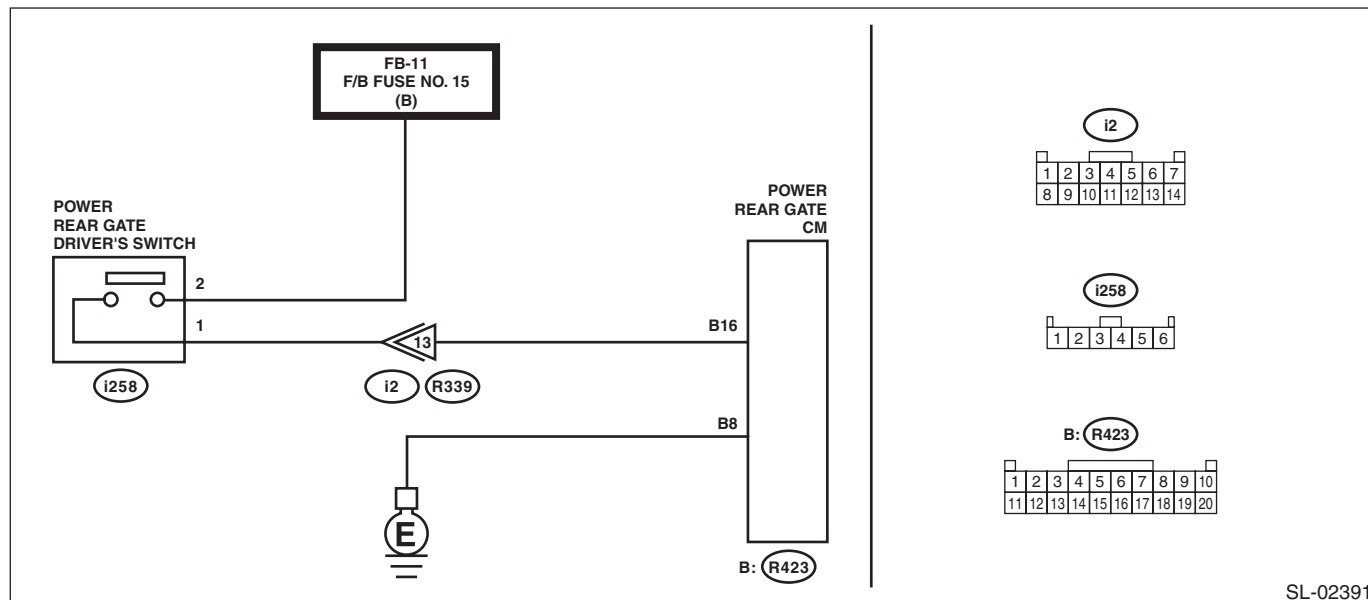 FB-11
F/B FUSE NO. 15
(B)
POWER
REAR GATE
DRIVER'S SWITCH
2
1
i258
13
i2 R339
POWER
REAR GATE
CM
B16
B8
E
B: R423
i2
1 2 3 4 5 6 7
8 9 10 11 12 13 14
i258
1 2 3 4 5 6
B: R423
1 2 3 4 5 6 7 8 9 10
11 12 13 14 15 16 17 18 19 20
SL-02391